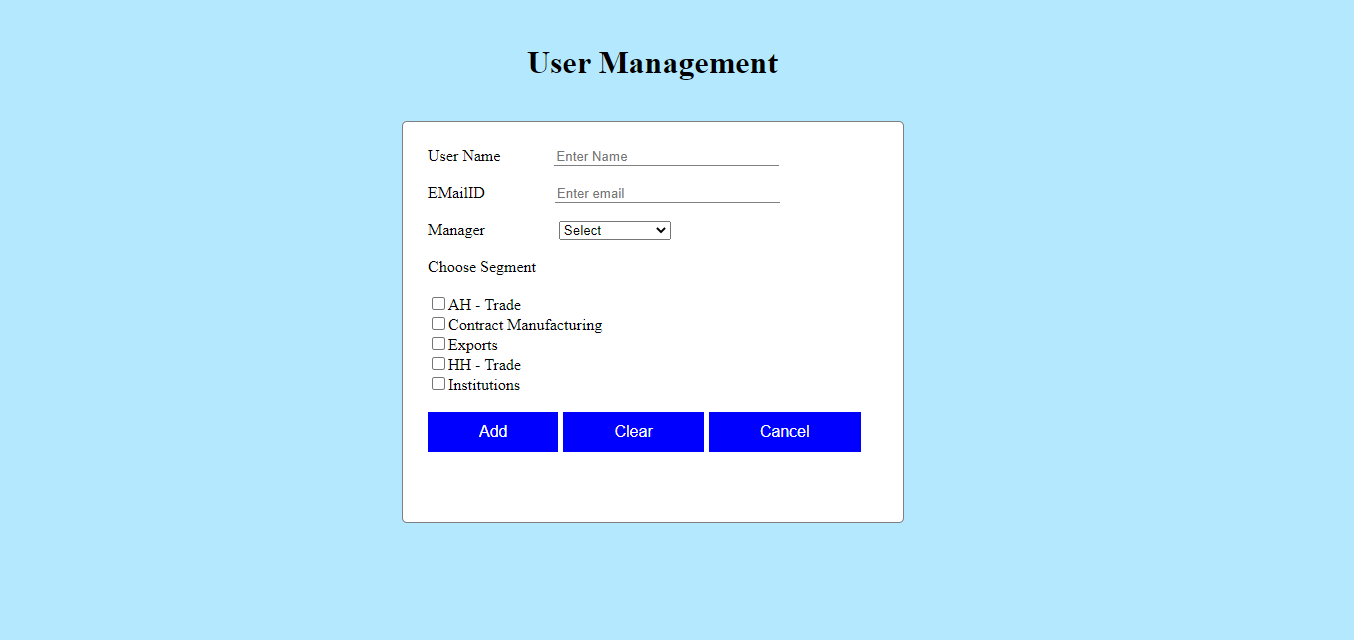 User Management
User Name Enter Name
EMailID Enter email
Manager Select
Choose Segment
AH - Trade
Contract Manufacturing
Exports
HH - Trade
Institutions
Add Clear Cancel